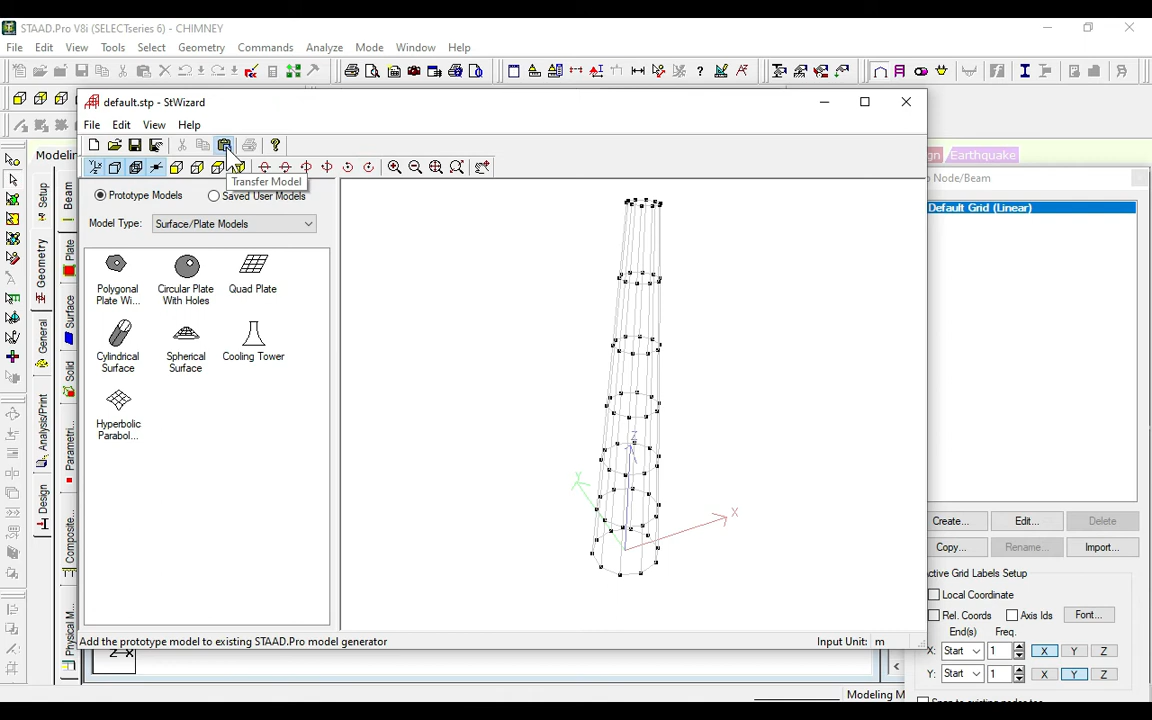 STAAD.Pro V8i (SELECTseries 6) - CHIMNEY
File Edit View Tools Select Geometry Commands Analyze Mode Window Help
default.stp - StWizard
File Edit View Help
Transfer Model
Prototype Models Saved User Models
Model Type: Surface/Plate Models
Polygonal Plate Wi...
Circular Plate With Holes
Quad Plate
Cylindrical Surface
Spherical Surface
Cooling Tower
Hyperbolic Parabol...
Z
Y
X
Add the prototype model to existing STAAD.Pro model generator
Input Unit: m
Modeling
Setup
Geometry
General
Analysis/Print
Design
Beam
Plate
Surface
Solid
Parametri...
Composite...
Physical M...
Earthquake
Node/Beam
Default Grid (Linear)
Create... Edit... Delete
Copy... Rename... Import...
ctive Grid Labels Setup
Local Coordinate
Rel. Coords Axis Ids Font...
End(s) Freq.
X: Start 1 X Y Z
Y: Start 1 X Y Z
Modeling M